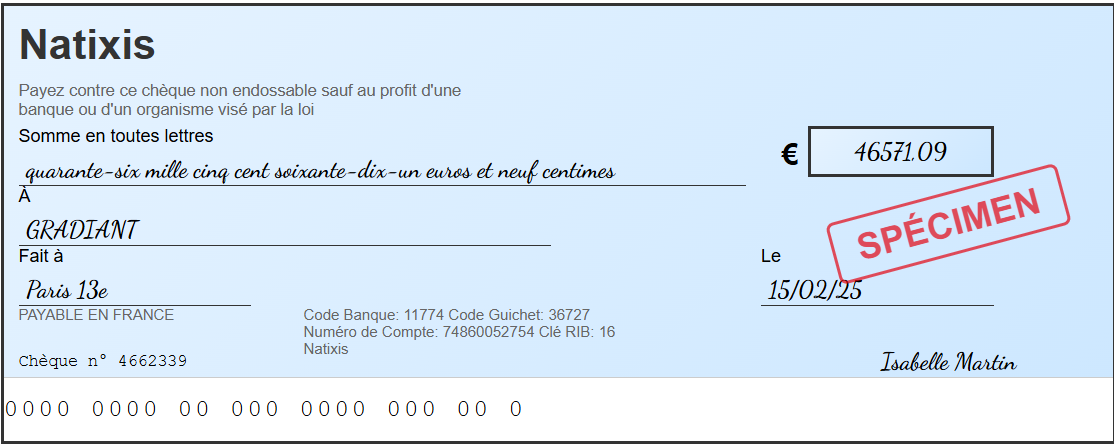 Natixis
Payez contre ce chèque non endossable sauf au profit d'une
banque ou d'un organisme visé par la loi
Somme en toutes lettres
quarante-six mille cinq cent soixante-dix-un euros et neuf centimes
€ 46571.09
À
GRADIANT
SPÉCIMEN
Fait à
Le
Paris 13e
15/02/25
PAYABLE EN FRANCE
Code Banque: 11774 Code Guichet: 36727
Numéro de Compte: 74860052754 Clé RIB: 16
Natixis
Chèque n° 4662339
Isabelle Martin
0000 0000 00 000 0000 000 00 0